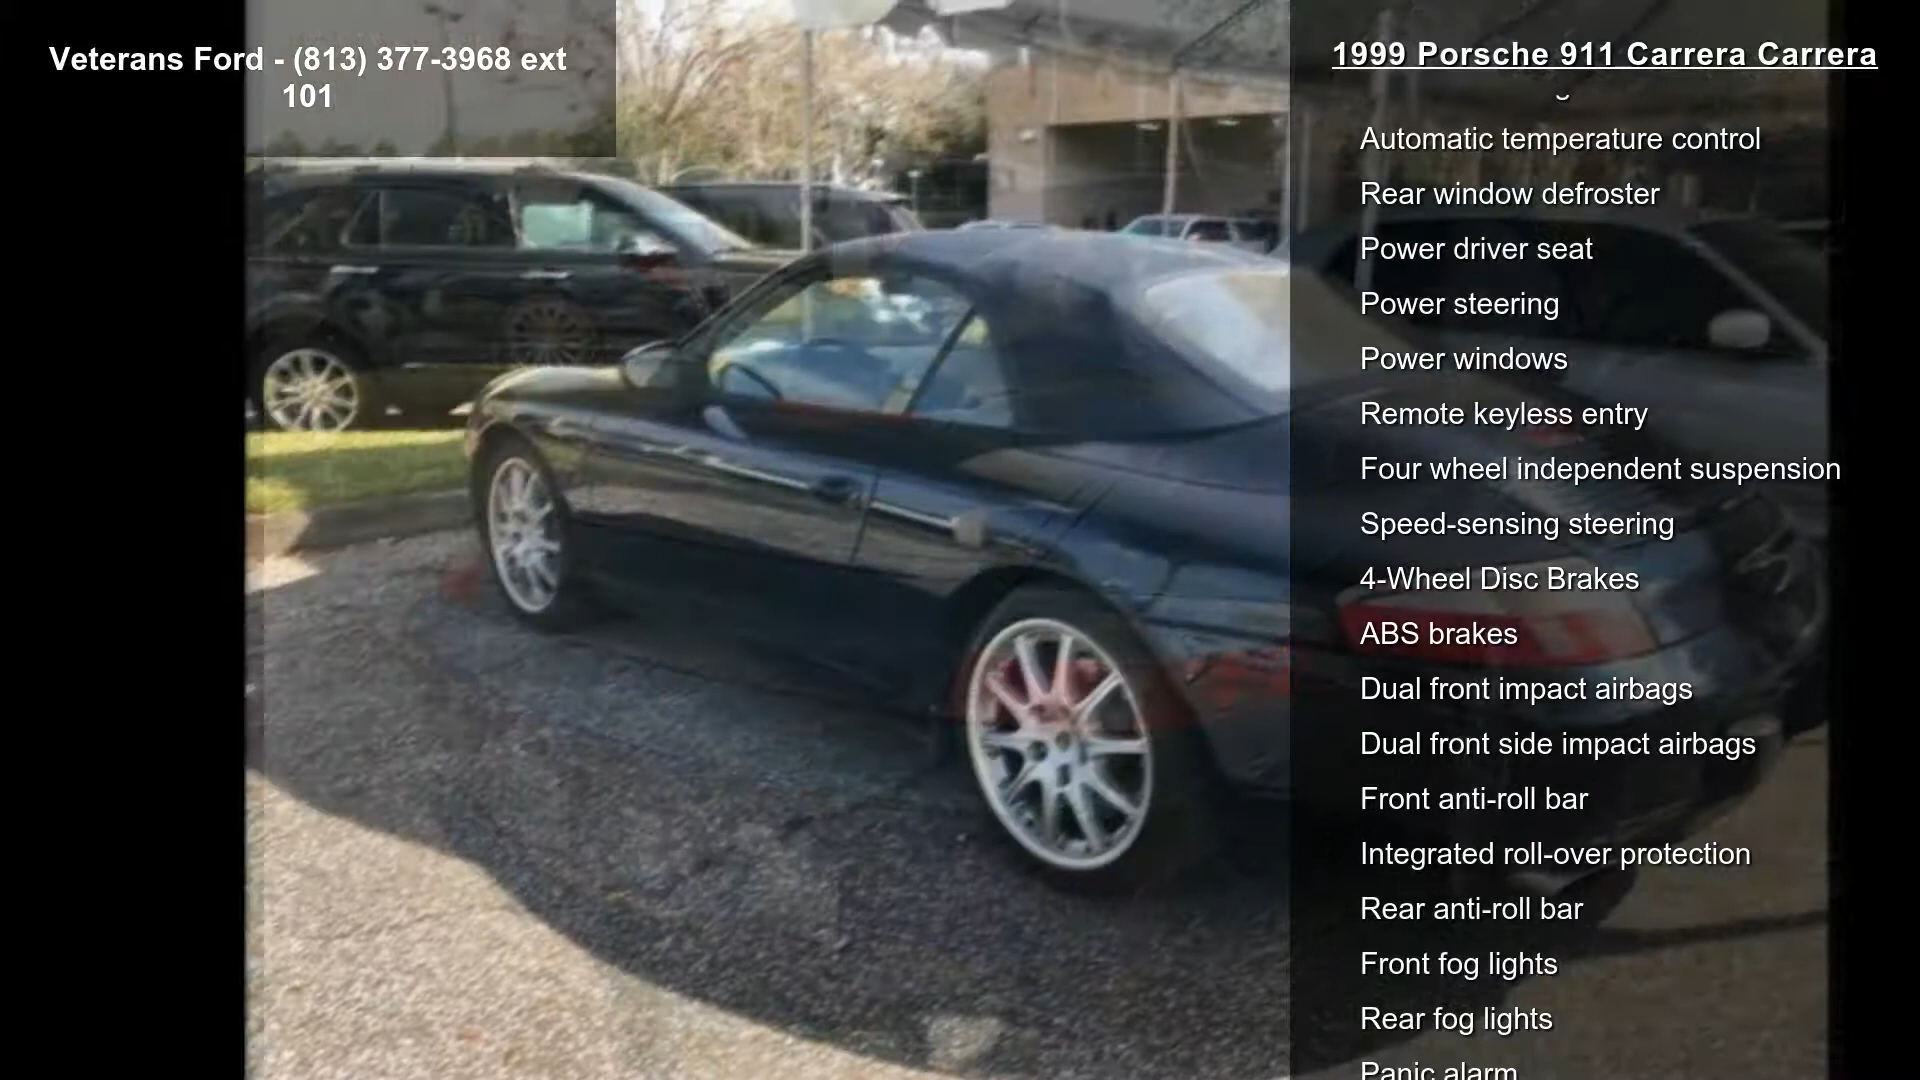 Veterans Ford - (813) 377-3968 ext
101
1999 Porsche 911 Carrera Carrera
Automatic temperature control
Rear window defroster
Power driver seat
Power steering
Power windows
Remote keyless entry
Four wheel independent suspension
Speed-sensing steering
4-Wheel Disc Brakes
ABS brakes
Dual front impact airbags
Dual front side impact airbags
Front anti-roll bar
Integrated roll-over protection
Rear anti-roll bar
Front fog lights
Rear fog lights
Panic alarm